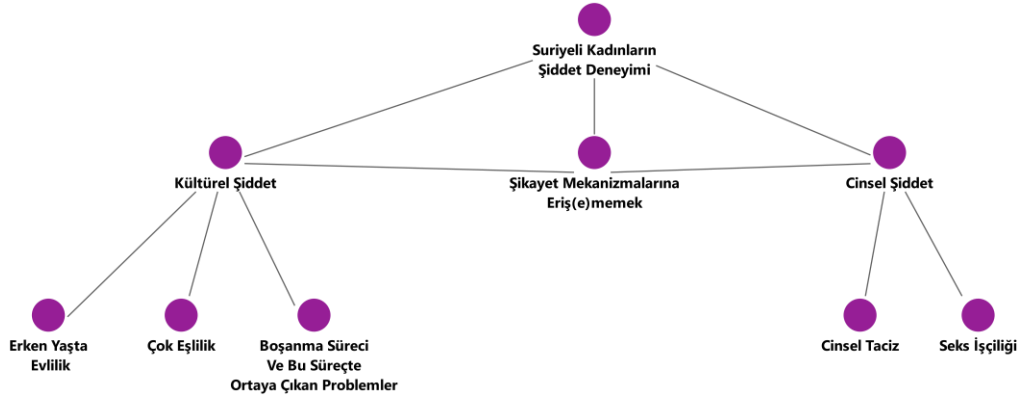 Suriyeli Kadınların
Şiddet Deneyimi
Kültürel Şiddet
Şikayet Mekanizmalarına
Eriş(e)memek
Cinsel Şiddet
Erken Yaşta
Evlilik
Çok Eşlilik
Boşanma Süreci
Ve Bu Süreçte
Ortaya Çıkan Problemler
Cinsel Taciz
Seks İşçiliği